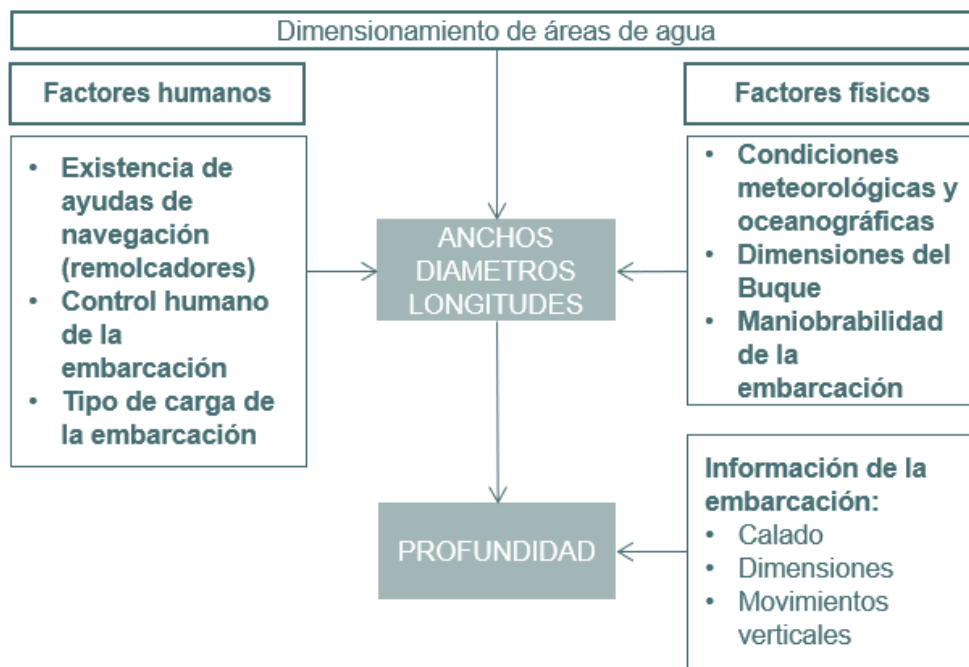 Dimensionamiento de áreas de agua
Factores humanos
• Existencia de
ayudas de
navegación
(remolcadores)
• Control humano
de la
embarcación
• Tipo de carga de
la embarcación
ANCHOS
DIAMETROS
LONGITUDES
PROFUNDIDAD
Factores físicos
• Condiciones
meteorológicas y
oceanográficas
• Dimensiones del
Buque
• Maniobrabilidad
de la
embarcación
Información de la
embarcación:
• Calado
• Dimensiones
• Movimientos
verticales